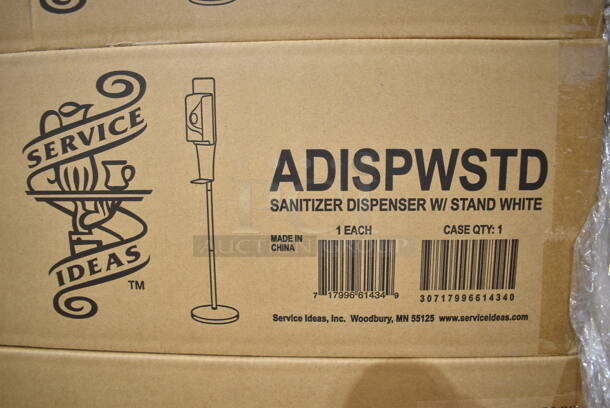 SERVICE
IDEAS
TM
ADISPWSTD
SANITIZER DISPENSER W/ STAND WHITE
MADE IN
CHINA
1 EACH
CASE QTY: 1
7 17996 61434 9
30717996614340
Service Ideas, Inc. Woodbury, MN 55125 www.serviceideas.com